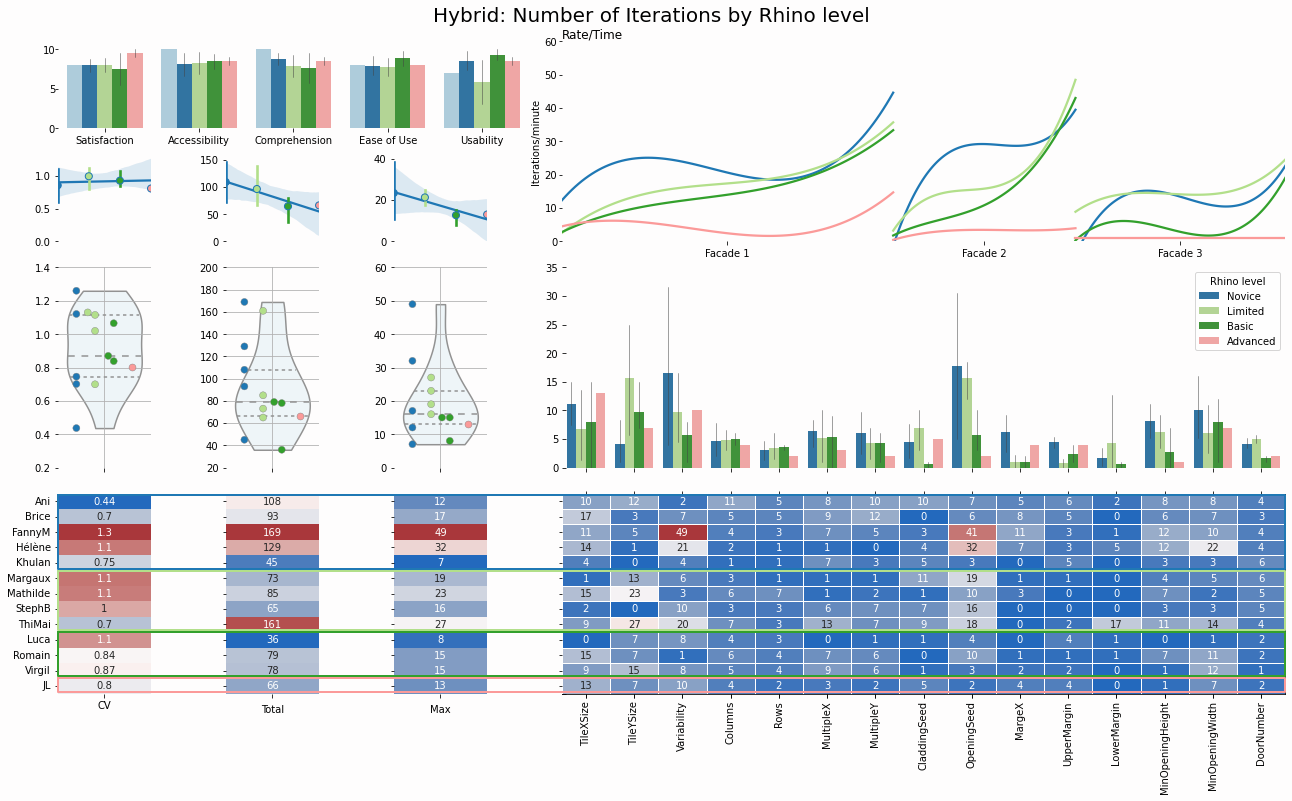 Hybrid: Number of Iterations by Rhino level
Rate/Time
10
5
0
Satisfaction Accessibility Comprehension Ease of Use Usability
60
50
40
30
20
10
0
Iterations/minute
Facade 1 Facade 2 Facade 3
1.0
0.5
0.0
150
100
50
0
40
20
0
1.4
1.2
1.0
0.8
0.6
0.4
0.2
200
180
160
140
120
100
80
60
40
20
60
50
40
30
20
10
0
35
30
25
20
15
10
5
0
Rhino level
Novice
Limited
Basic
Advanced
Ani 0.44 108 12 10 12 2 11 5 8 10 10 7 5 6 2 8 8 4
Brice 0.7 93 17 17 3 7 5 5 9 12 0 6 8 5 0 6 7 3
FannyM 1.3 169 49 11 5 49 4 3 7 5 3 41 11 3 1 12 10 4
Hélène 1.1 129 32 14 1 21 2 1 1 0 4 32 7 3 5 12 22 4
Khulan 0.75 45 7 4 0 4 1 1 7 3 5 3 0 5 0 3 3 6
Margaux 1.1 73 19 1 13 6 3 1 1 1 11 19 1 1 0 4 5 6
Mathilde 1.1 85 23 15 23 3 6 7 5 2 1 10 3 0 0 7 2 5
StephB 1 65 16 2 0 10 3 3 6 7 7 16 0 0 0 3 3 5
ThiMai 0.7 161 27 9 27 20 7 3 13 7 9 18 0 2 17 11 14 4
Luca 1.1 36 8 0 7 8 4 3 0 1 1 4 0 4 1 0 1 2
Romain 0.84 79 15 15 7 1 6 4 7 6 0 10 1 1 1 7 11 2
Virgil 0.87 78 15 9 15 8 5 4 9 6 1 3 2 2 0 1 12 1
JL 0.8 66 13 13 7 10 4 2 3 2 5 2 4 4 0 1 7 2
CV Total Max
TileXSize
TileYSize
Variability
Columns
Rows
MultipleX
MultipleY
CladdingSeed
OpeningSeed
MargeX
UpperMargin
LowerMargin
MinOpeningHeight
MinOpeningWidth
DoorNumber